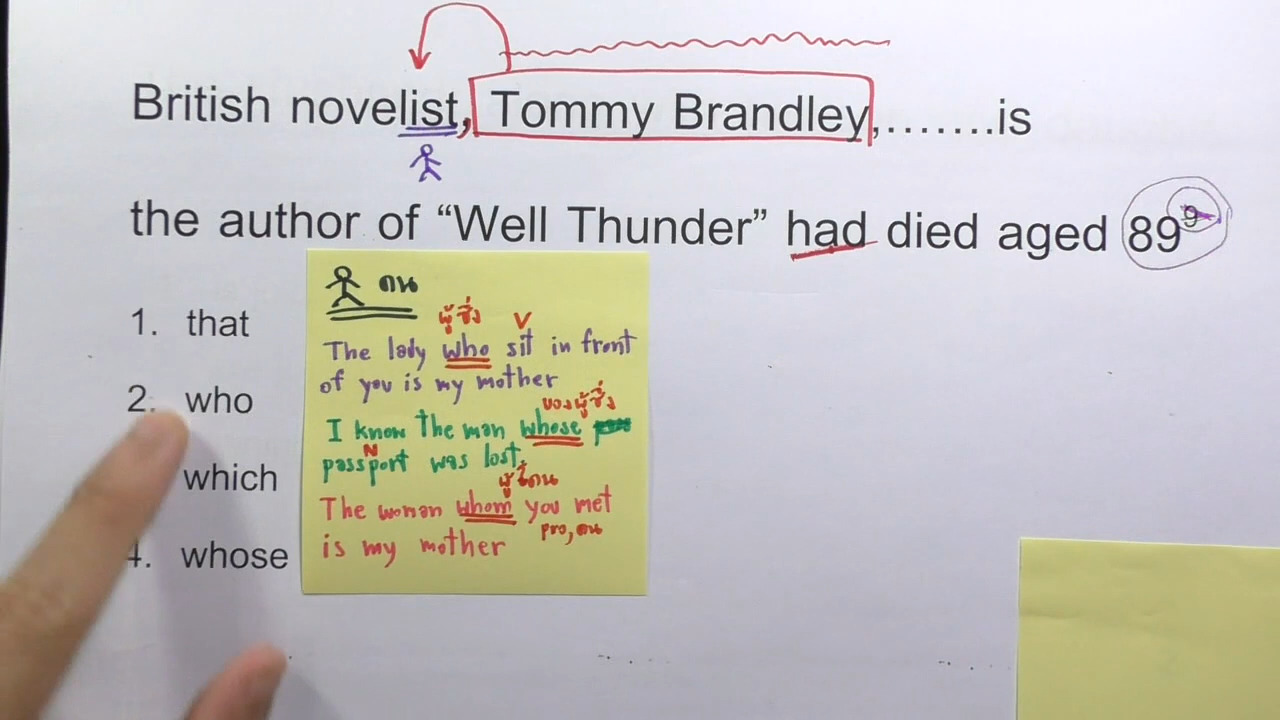 British novelist, Tommy Brandley,.......is
the author of “Well Thunder” had died aged 89
9
1. that
2. who
which
4. whose
คน
ผู้ซึ่ง V
The lady who sit in front
of you is my mother
ของผู้ซึ่ง
I know The man whose
N
passport was lost.
The woman whom you met
pro, คน
is my mother